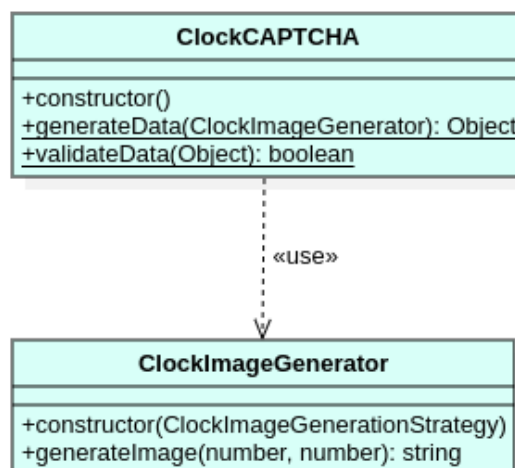 ClockCAPTCHA
+constructor()
+generateData(ClockImageGenerator): Object
+validateData(Object): boolean
«use»
ClockImageGenerator
+constructor(ClockImageGenerationStrategy)
+generateImage(number, number): string